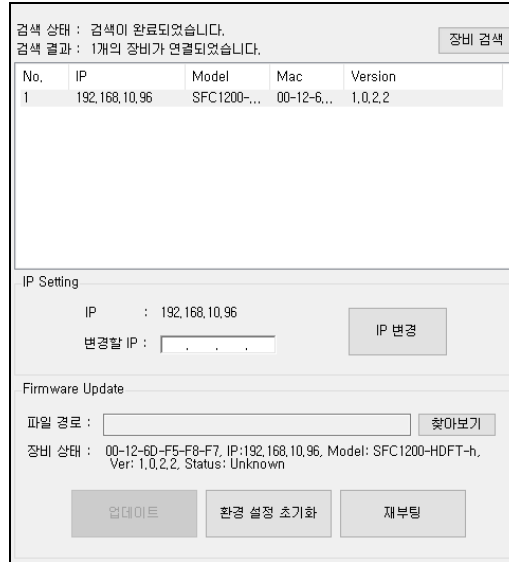 검색 상태 : 검색이 완료되었습니다.
검색 결과 : 1개의 장비가 연결되었습니다.
장비 검색
No, IP Model Mac Version
1 192,168,10,96 SFC1200-... 00-12-6... 1,0,2,2
IP Setting
IP : 192,168,10,96
변경할 IP : . . .
IP 변경
Firmware Update
파일 경로 :
찾아보기
장비 상태 : 00-12-6D-F5-F8-F7, IP:192,168,10,96, Model: SFC1200-HDFT-h,
Ver: 1,0,2,2, Status: Unknown
업데이트 환경 설정 초기화 재부팅